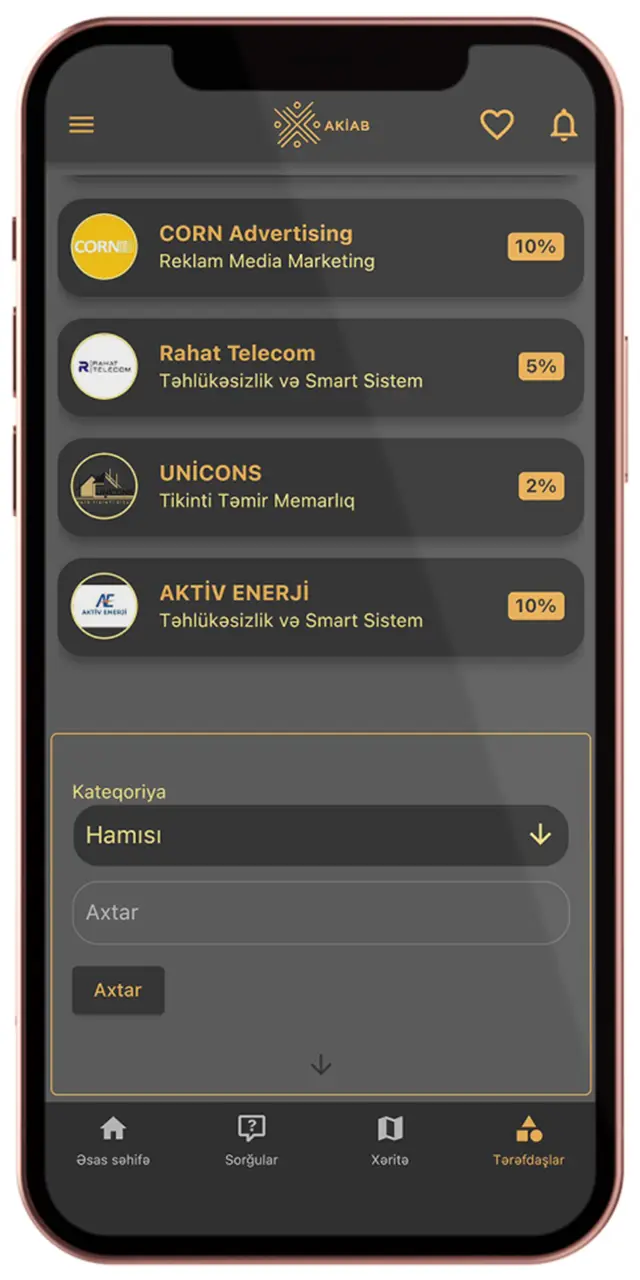 AKİAB
CORN
CORN Advertising
Reklam Media Marketing
10%
R RAHAT
TELECOM
Rahat Telecom
Təhlükəsizlik və Smart Sistem
5%
UNİCONS
Tikinti Təmir Memarlıq
2%
AE
AKTİV ENERJİ
AKTİV ENERJİ
Təhlükəsizlik və Smart Sistem
10%
Kateqoriya
Hamısı
Axtar
Axtar
Əsas səhifə
Sorğular
Xəritə
Tərəfdaşlar